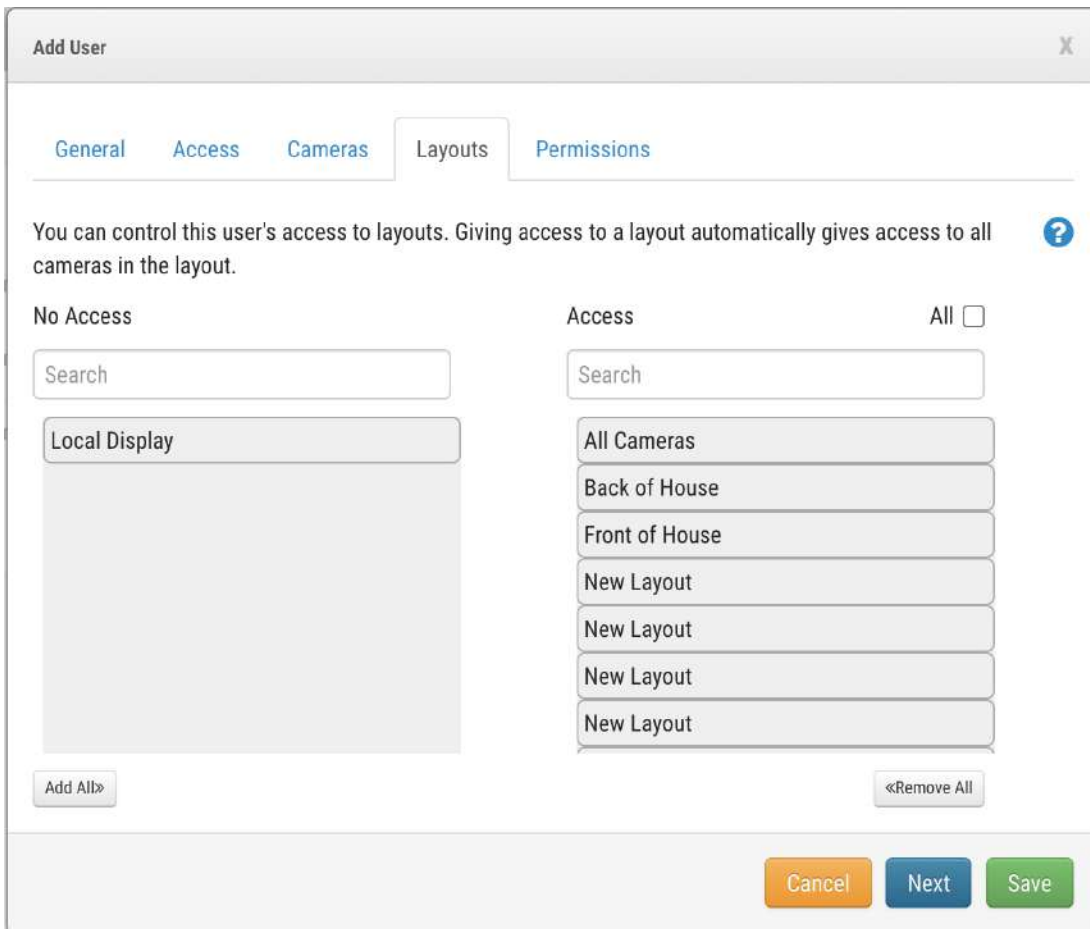 Add User X
General Access Cameras Layouts Permissions
You can control this user's access to layouts. Giving access to a layout automatically gives access to all ?
cameras in the layout.
No Access Access All
Search Search
Local Display All Cameras
Back of House
Front of House
New Layout
New Layout
New Layout
New Layout
Add All» «Remove All
Cancel Next Save